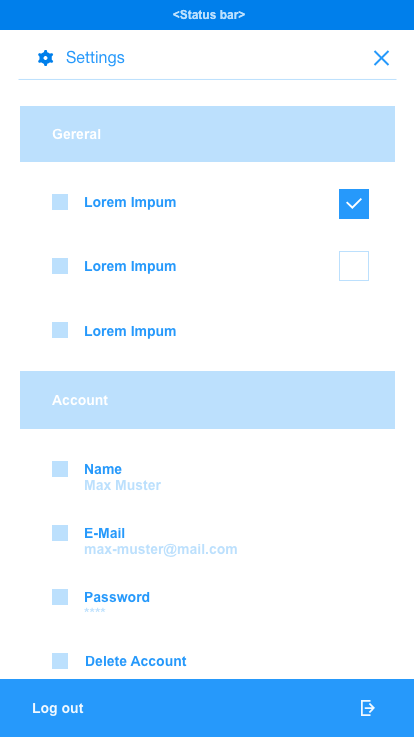 <Status bar>
Settings
Gereral
Lorem Impum
Lorem Impum
Lorem Impum
Account
Name
Max Muster
E-Mail
max-muster@mail.com
Password
****
Delete Account
Log out